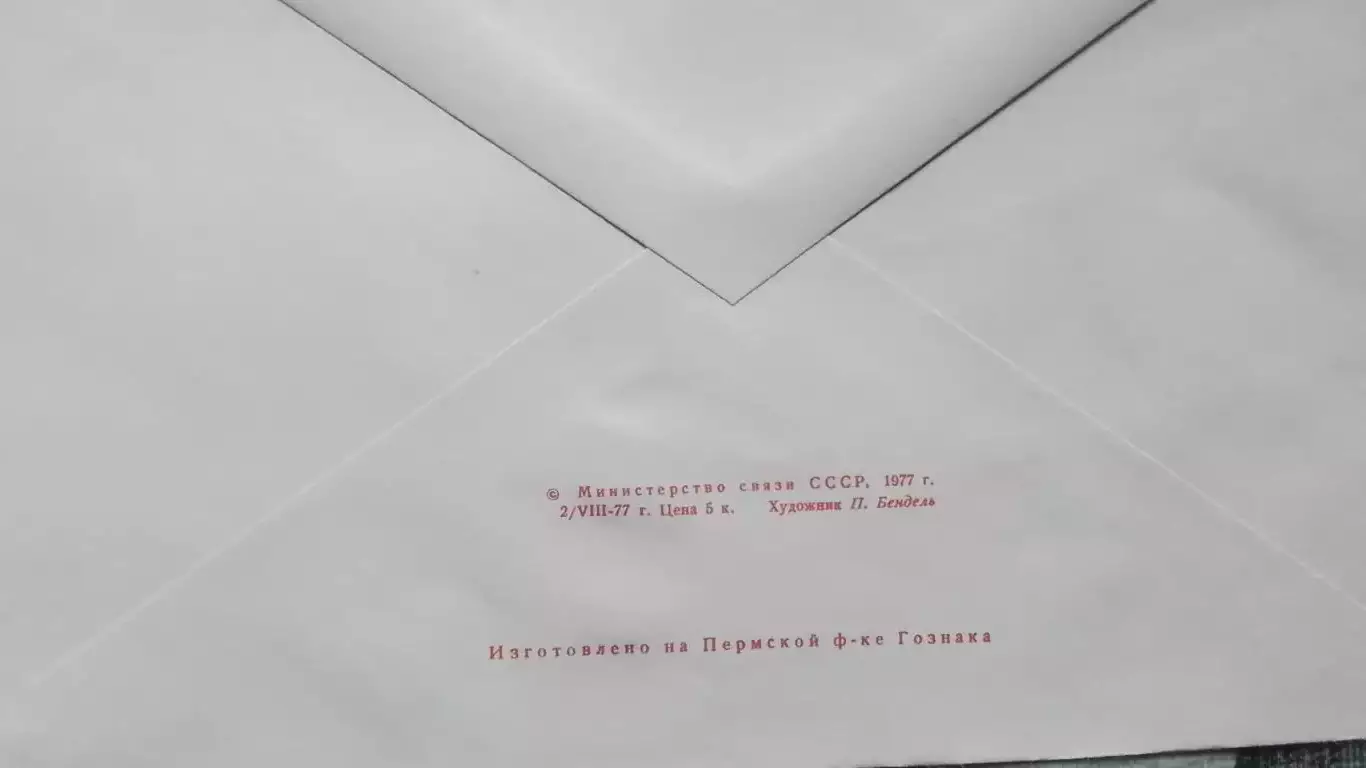 © Министерство связи СССР, 1977 г.
2/VIII-77 г. Цена 5 к. Художник П. Бендель
Изготовлено на Пермской ф-ке Гознака